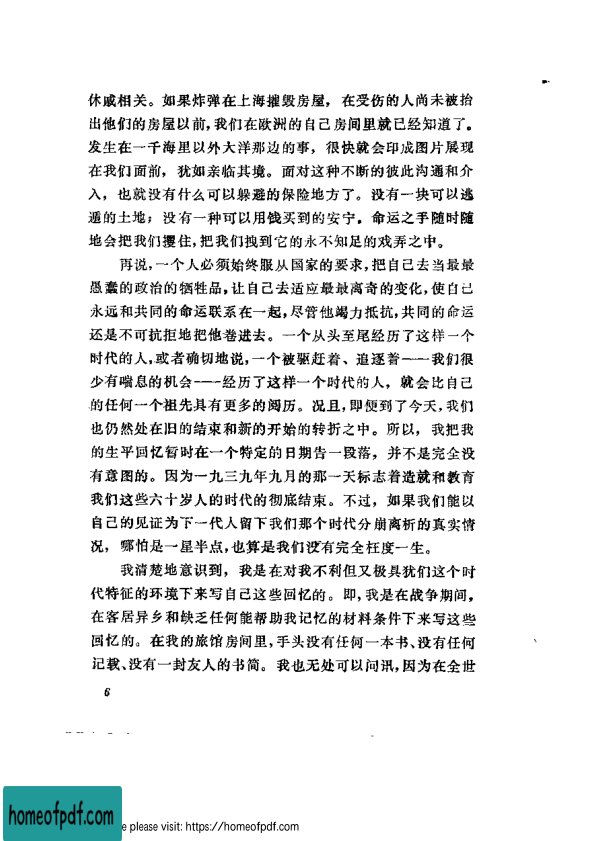 休戚相关。如果炸弹在上海摧毁房屋，在受伤的人尚未被抬
出他们的房屋以前，我们在欧洲的自己房间里就已经知道了。
发生在一千海里以外大洋那边的事，很快就会印成图片展现
在我们面前，犹如亲临其境。面对这种不断的彼此沟通和介
入，也就没有什么可以躲避的保险地方了。没有一块可以逃
遁的土地；没有一种可以用钱买到的安宁。命运之手随时随
地会把我们攫住，把我们拽到它的永不知足的戏弄之中。
再说，一个人必须始终服从国家的要求，把自己去当最最
愚蠢的政治的牺牲品，让自己去适应最最离奇的变化，使自己
永远和共同的命运联系在一起，尽管他竭力抵抗，共同的命运
还是不可抗拒地把他卷进去。一个从头至尾经历了这样一个
时代的人，或者确切地说，一个被驱赶着、追逐着——我们很
少有喘息的机会——经历了这样一个时代的人，就会比自己
的任何一个祖先具有更多的阅历。况且，即便到了今天，我们
也仍然处在旧的结束和新的开始的转折之中。所以，我把我
的生平回忆暂时在一个特定的日期告一段落，并不是完全没
有意图的。因为一九三九年九月的那一天标志着造就和教育
我们这些六十岁人的时代的彻底结束。不过，如果我们能以
自己的见证为下一代人留下我们那个时代分崩离析的真实情
况，哪怕是一星半点，也算是我们没有完全枉度一生。
我清楚地意识到，我是在对我不利但又极具我们这个时
代特征的环境下来写自己这些回忆的。即，我是在战争期间，
在客居异乡和缺乏任何能帮助我记忆的材料条件下来写这些
回忆的。在我的旅馆房间里，手头没有任何一本书、没有任何
记载、没有一封友人的书简。我也无处可以问讯，因为在全世
6
homeofpdf.com
e please visit: https://homeofpdf.com